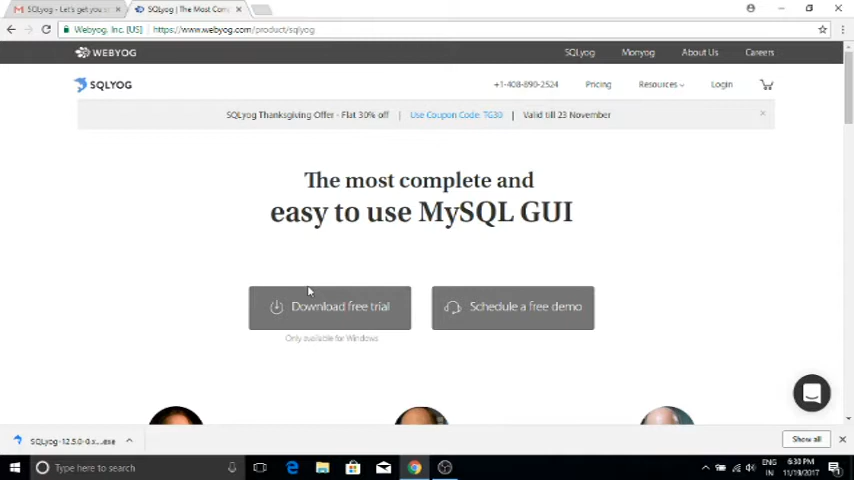 SQLyog - Let's get you s
SQLyog | The Most Com
Webyog, Inc. [US] | https://www.webyog.com/product/sqlyog
WEBYOG
SQLyog Monyog About Us Careers
SQLYOG
+1-408-890-2524 Pricing Resources Login
SQLyog Thanksgiving Offer - Flat 30% off | Use Coupon Code: TG30 | Valid till 23 November
The most complete and
easy to use MySQL GUI
Download free trial
Schedule a free demo
Only available for Windows
SQLyog-12.5.0-0.x....exe
Show all
Type here to search
ENG
IN
6:30 PM
11/19/2017